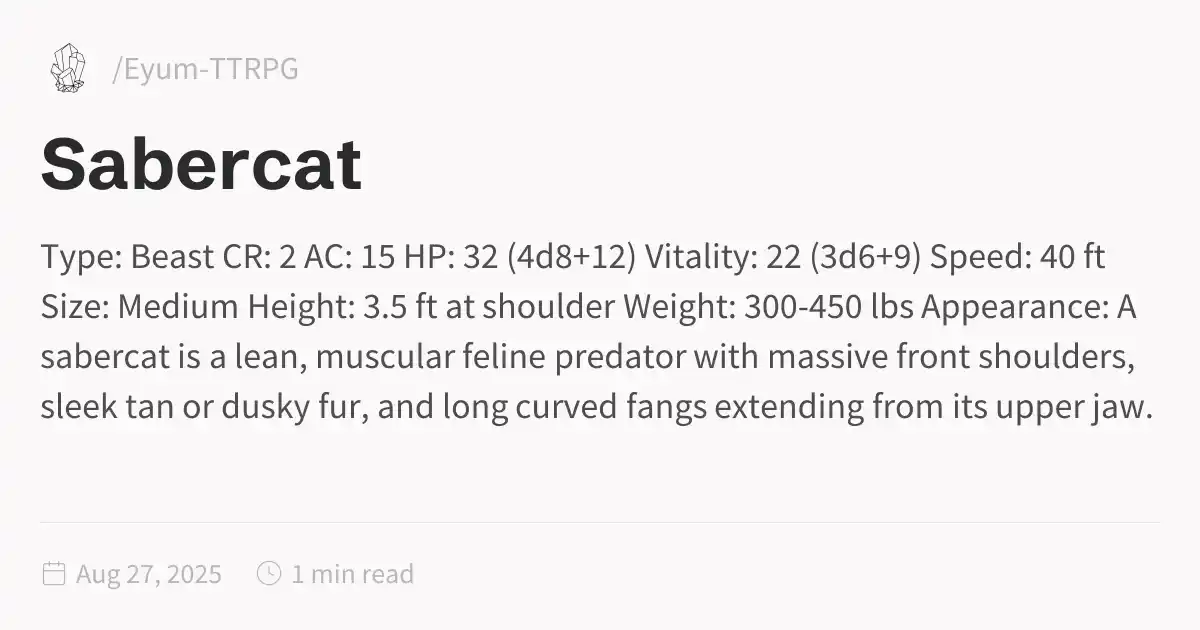 /Eyum-TTRPG
Sabercat
Type: Beast CR: 2 AC: 15 HP: 32 (4d8+12) Vitality: 22 (3d6+9) Speed: 40 ft
Size: Medium Height: 3.5 ft at shoulder Weight: 300-450 lbs Appearance: A
sabercat is a lean, muscular feline predator with massive front shoulders,
sleek tan or dusky fur, and long curved fangs extending from its upper jaw.
Aug 27, 2025 1 min read